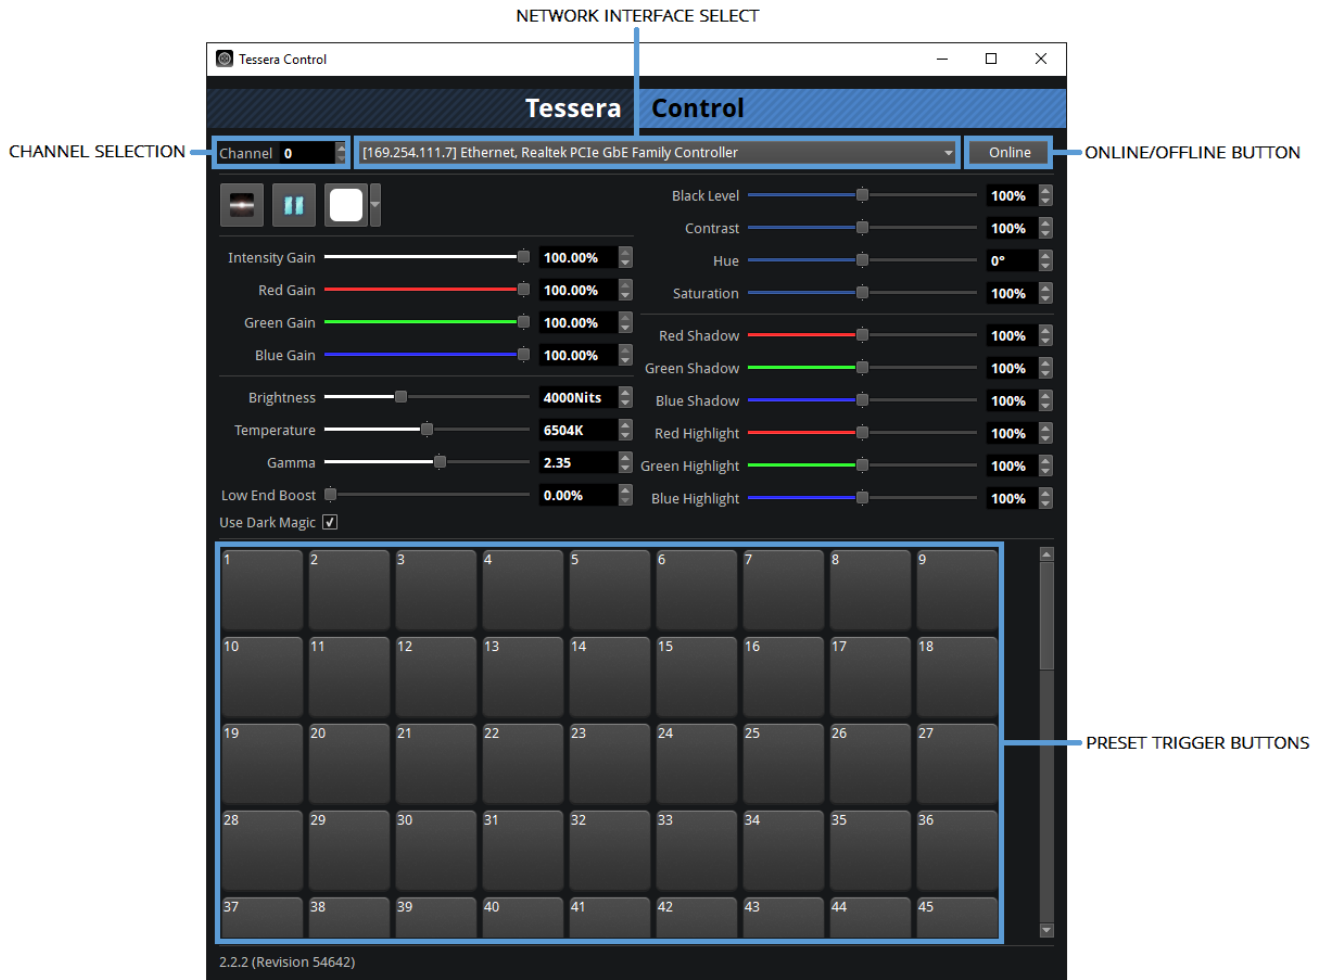 NETWORK INTERFACE SELECT
Tessera Control
Tessera Control
CHANNEL SELECTION
Channel 0
[169.254.111.7] Ethernet, Realtek PCIe GbE Family Controller
Online
ONLINE/OFFLINE BUTTON
Intensity Gain 100.00%
Red Gain 100.00%
Green Gain 100.00%
Blue Gain 100.00%
Brightness 4000Nits
Temperature 6504K
Gamma 2.35
Low End Boost 0.00%
Use Dark Magic
Black Level 100%
Contrast 100%
Hue 0°
Saturation 100%
Red Shadow 100%
Green Shadow 100%
Blue Shadow 100%
Red Highlight 100%
Green Highlight 100%
Blue Highlight 100%
1 2 3 4 5 6 7 8 9
10 11 12 13 14 15 16 17 18
19 20 21 22 23 24 25 26 27
PRESET TRIGGER BUTTONS
28 29 30 31 32 33 34 35 36
37 38 39 40 41 42 43 44 45
2.2.2 (Revision 54642)